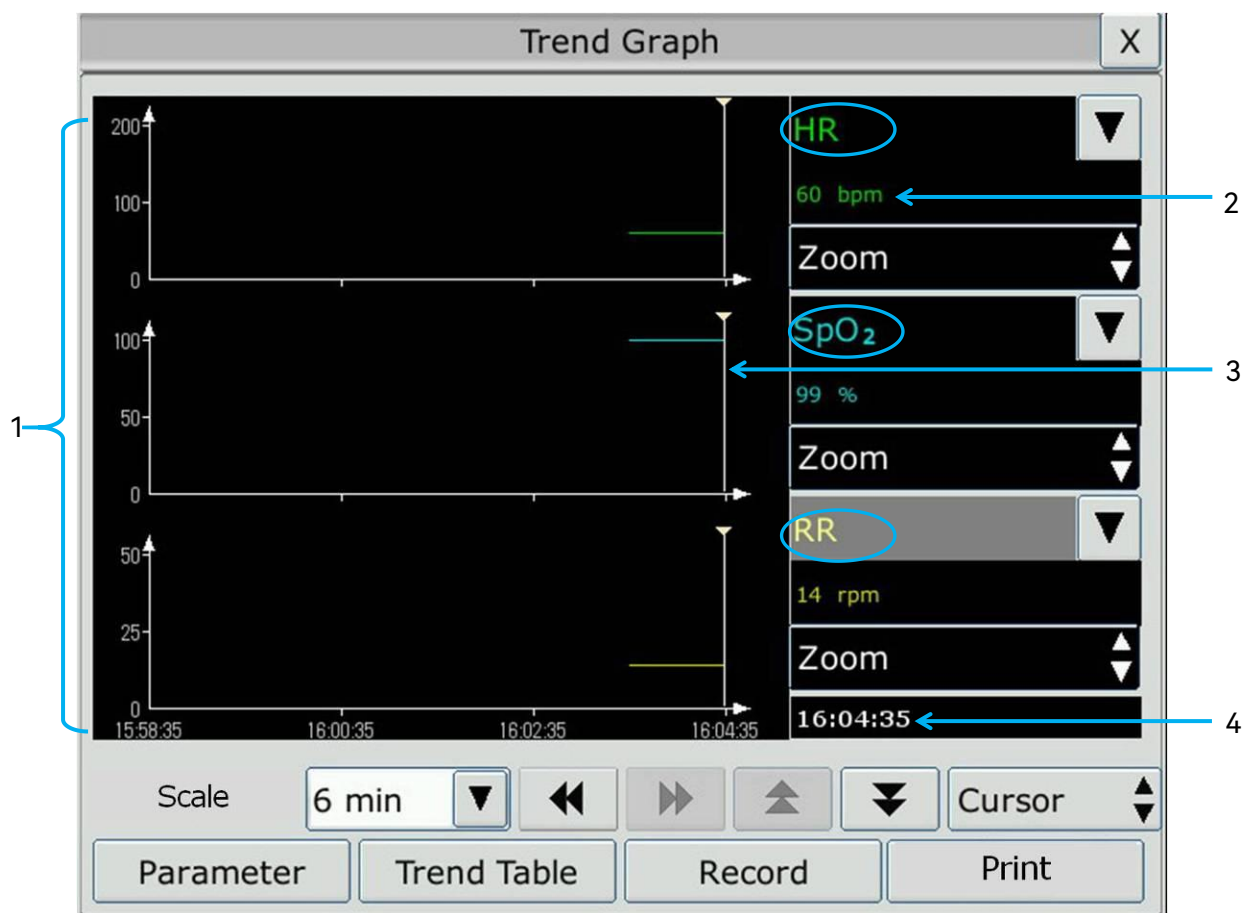 Trend Graph X
200
100
0
HR
60 bpm
Zoom
2
100
50
0
SpO₂
99 %
Zoom
3
1
50
25
0
RR
14 rpm
Zoom
15:58:35 16:00:35 16:02:35 16:04:35
16:04:35
4
Scale 6 min Cursor
Parameter Trend Table Record Print